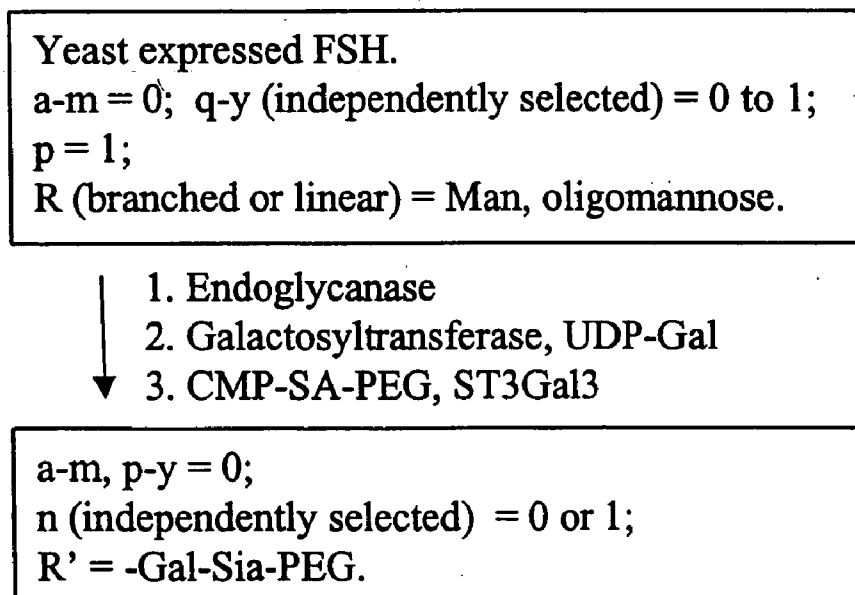 Yeast expressed FSH.
a-m = 0; q-y (independently selected) = 0 to 1;
p = 1;
R (branched or linear) = Man, oligomannose.
1. Endoglycanase
2. Galactosyltransferase, UDP-Gal
3. CMP-SA-PEG, ST3Gal3
a-m, p-y = 0;
n (independently selected) = 0 or 1;
R’ = -Gal-Sia-PEG.